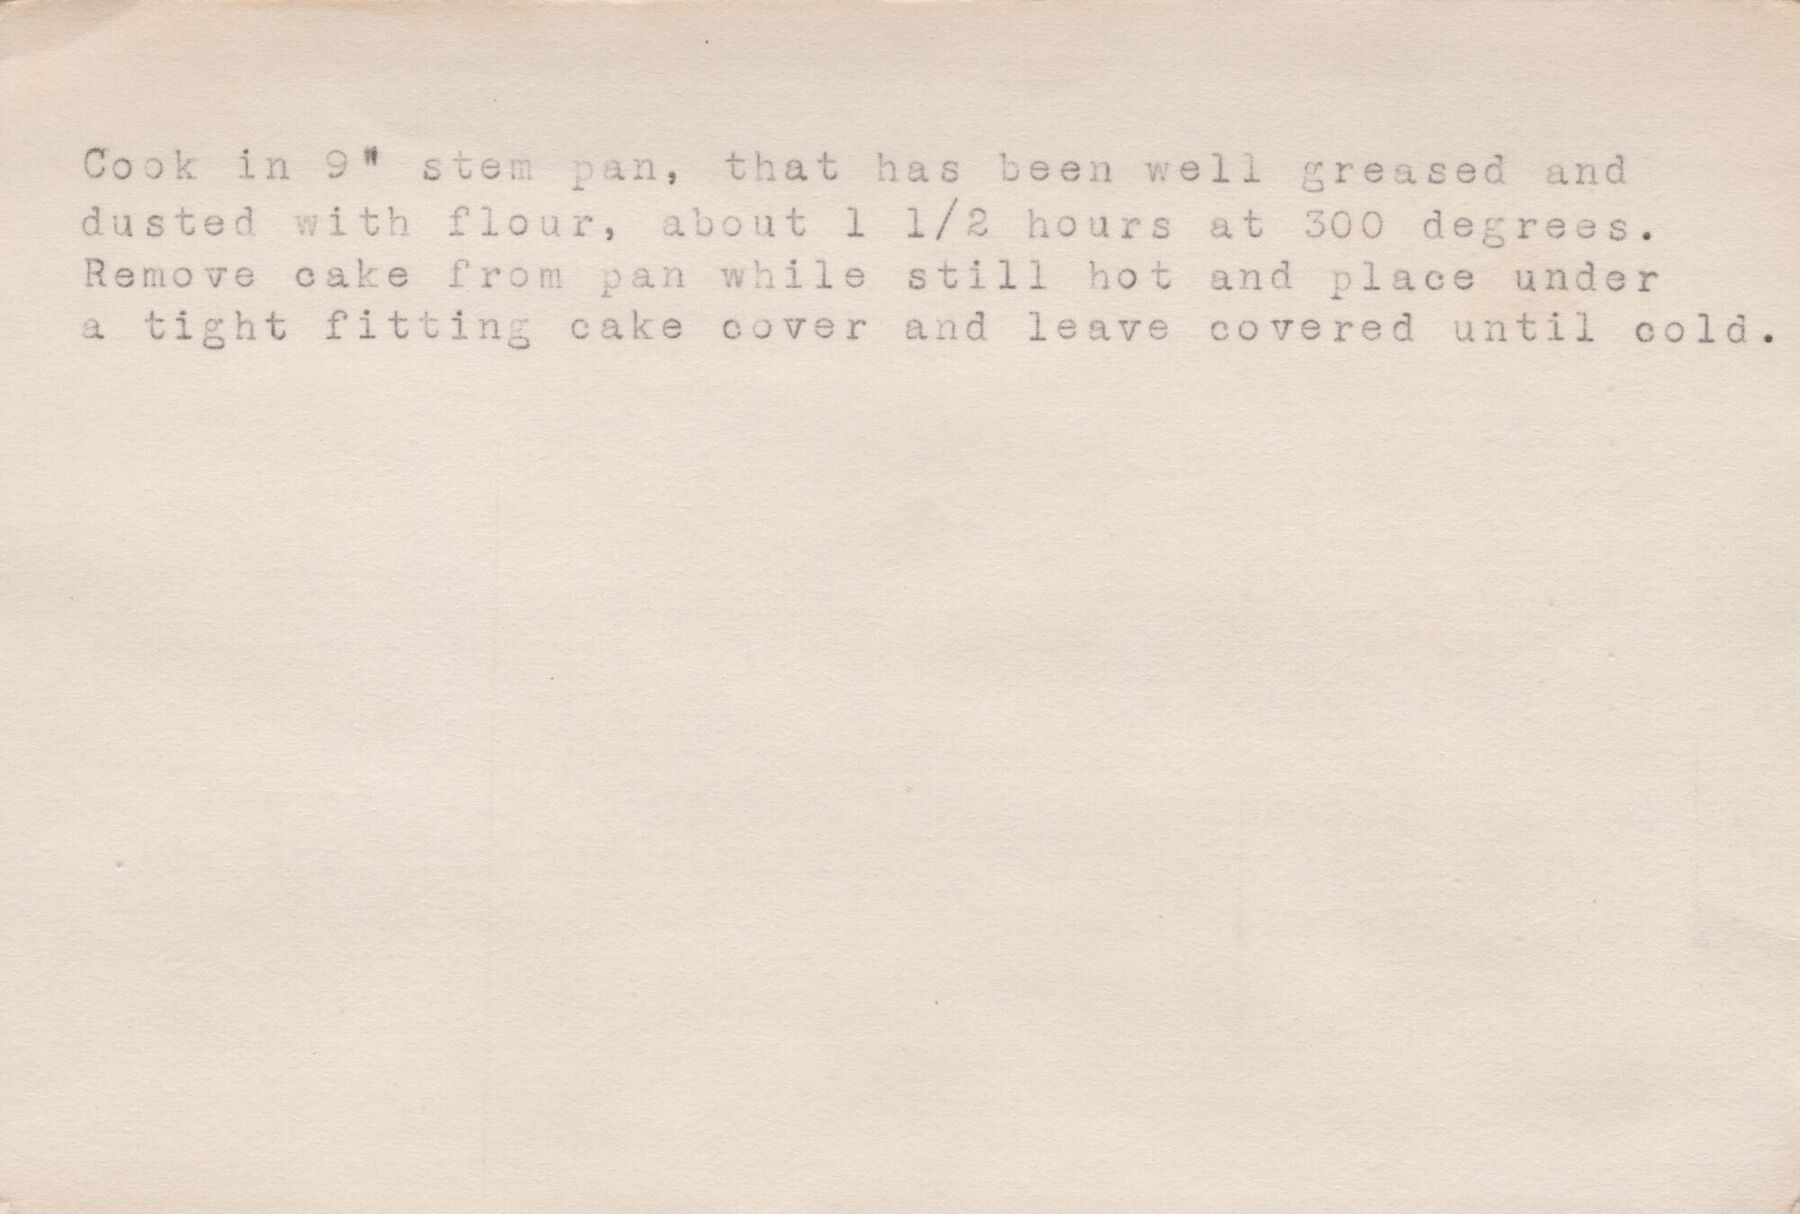 Cook in 9" stem pan, that has been well greased and
dusted with flour, about 1 1/2 hours at 300 degrees.
Remove cake from pan while still hot and place under
a tight fitting cake cover and leave covered until cold.